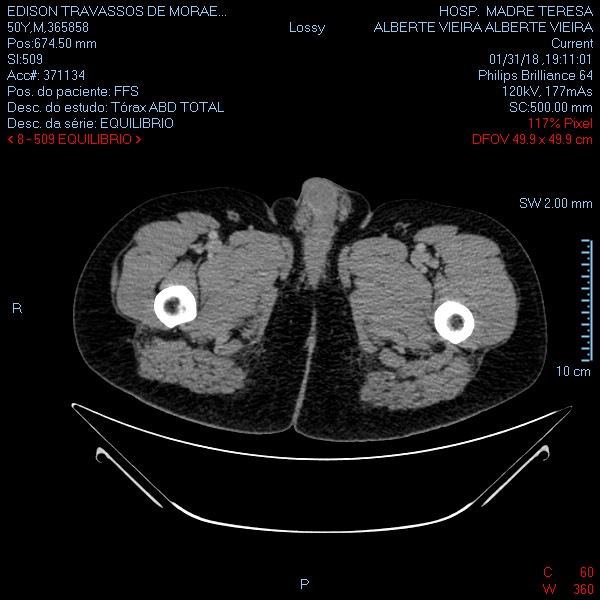 EDISON TRAVASSOS DE MORAE...
50Y,M,365858
Pos:674.50 mm
Sl:509
Acc#: 371134
Pos. do paciente: FFS
Desc. do estudo: Tórax ABD TOTAL
Desc. da série: EQUILIBRIO
< 8 - 509 EQUILIBRIO >
Lossy
HOSP. MADRE TERESA
ALBERTE VIEIRA ALBERTE VIEIRA
Current
01/31/18 ,19:11:01
Philips Brilliance 64
120kV, 177mAs
SC:500.00 mm
117% Pixel
DFOV 49.9 x 49.9 cm
SW 2.00 mm
R
10 cm
P
C 60
W 360